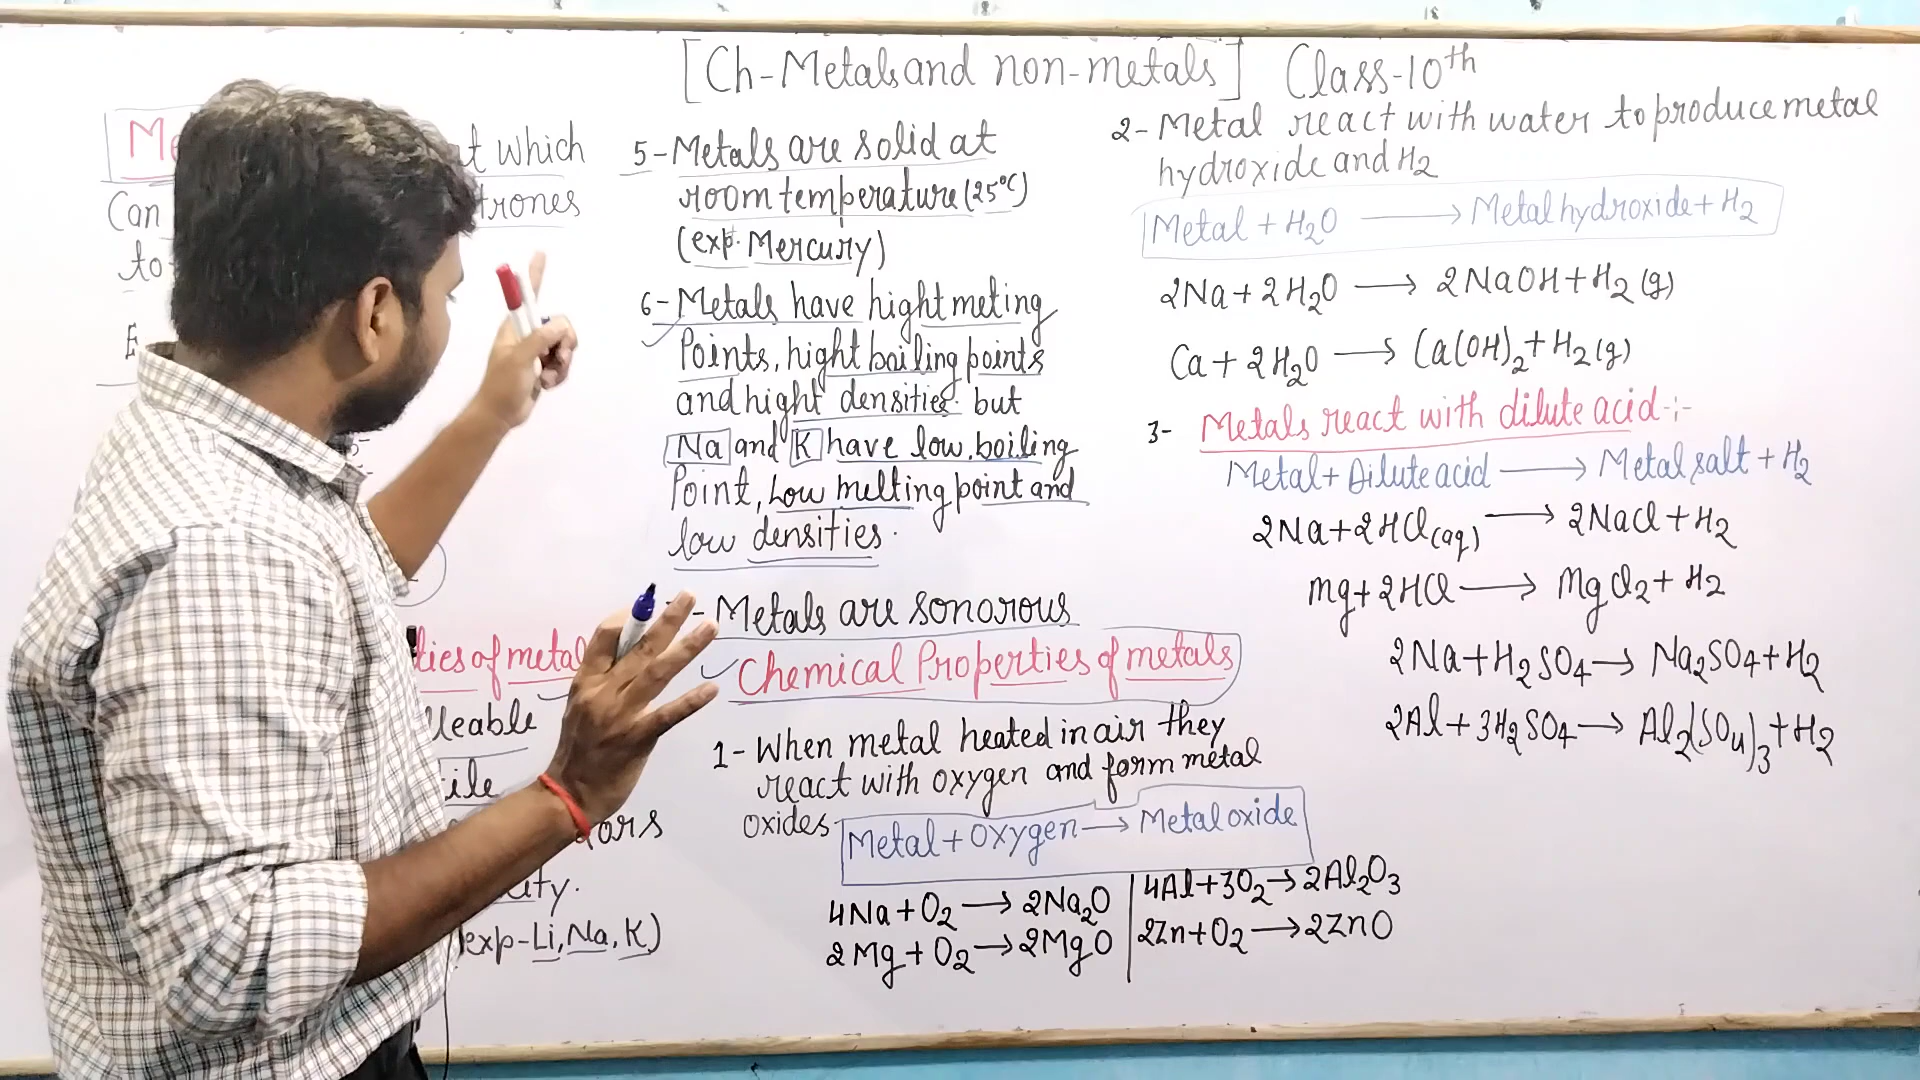 [Ch-Metals and non-metals] Class-10th
t which
Can trones
to
E
ties of metal
lleable
ile
ors
ity.
exp-Li, Na, K)
5-Metals are solid at
room temperature (25°C)
(exp. Mercury)
6-Metals have hight meting
Points, hight boiling points
and hight densities. but
Na and K have low, boiling
Point, Low melting point and
low densities.
- Metals are sonorous
Chemical Properties of metals
1- When metal heated in air they
react with oxygen and form metal
oxides
Metal + Oxygen → Metal oxide
4Na + O2 → 2Na2O
2Mg + O2 → 2MgO
4Al + 3O2 → 2Al2O3
2Zn + O2 → 2ZnO
2- Metal react with water to produce metal
hydroxide and H2
Metal + H2O → Metal hydroxide + H2
2Na + 2H2O → 2NaOH + H2 (g)
Ca + 2H2O → Ca(OH)2 + H2 (g)
3- Metals react with dilute acid-:-
Metal + Dilute acid → Metal salt + H2
2Na + 2HCl(aq) → 2NaCl + H2
mg + 2HCl → MgCl2 + H2
2Na + H2SO4 → Na2SO4 + H2
2Al + 3H2SO4 → Al2(SO4)3 + H2